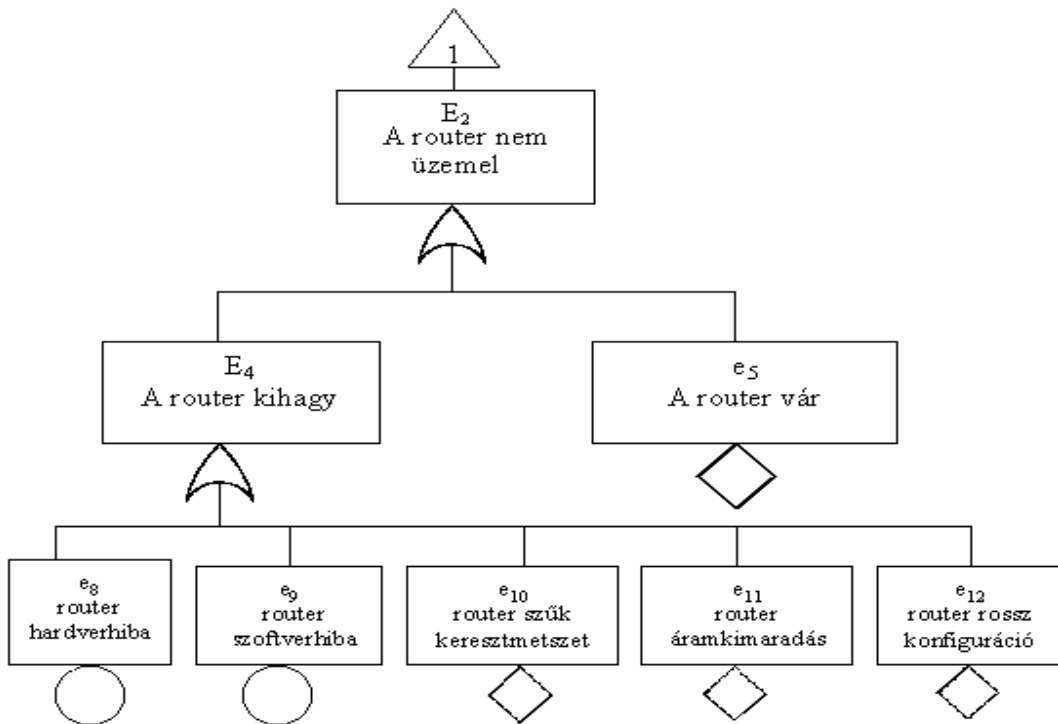 1
E₂
A router nem
üzemel
E₄
A router kihagy
e₅
A router vár
e₈
router
hardverhiba
e₉
router
szoftverhiba
e₁₀
router szűk
keresztmetszet
e₁₁
router
áramkimaradás
e₁₂
router rossz
konfiguráció